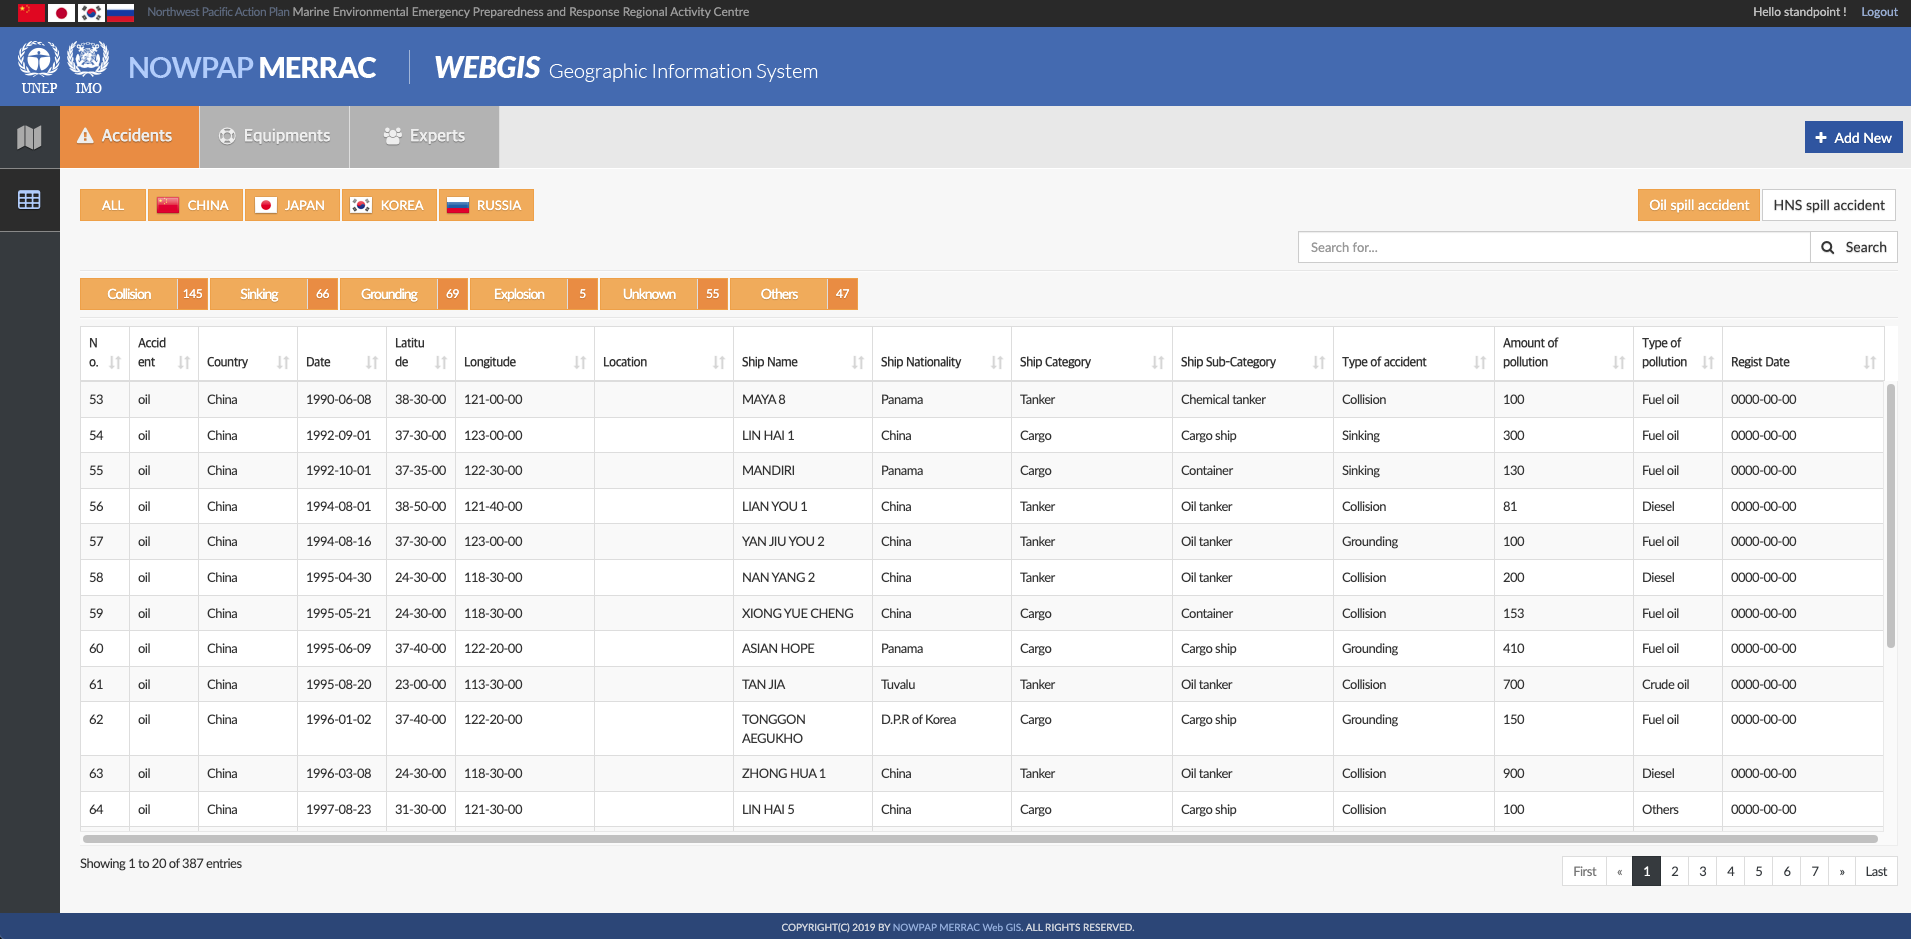 Northwest Pacific Action Plan Marine Environmental Emergency Preparedness and Response Regional Activity Centre
Hello standpoint ! Logout
UNEP IMO
NOWPAP MERRAC
WEBGIS Geographic Information System
Accidents Equipments Experts
+ Add New
ALL CHINA JAPAN KOREA RUSSIA
Oil spill accident HNS spill accident
Search for... Search
Collision 145 Sinking 66 Grounding 69 Explosion 5 Unknown 55 Others 47
No. Accident Country Date Latitude Longitude Location Ship Name Ship Nationality Ship Category Ship Sub-Category Type of accident Amount of pollution Type of pollution Regist Date
53 oil China 1990-06-08 38-30-00 121-00-00 MAYA 8 Panama Tanker Chemical tanker Collision 100 Fuel oil 0000-00-00
54 oil China 1992-09-01 37-30-00 123-00-00 LIN HAI 1 China Cargo Cargo ship Sinking 300 Fuel oil 0000-00-00
55 oil China 1992-10-01 37-35-00 122-30-00 MANDIRI Panama Cargo Container Sinking 130 Fuel oil 0000-00-00
56 oil China 1994-08-01 38-50-00 121-40-00 LIAN YOU 1 China Tanker Oil tanker Collision 81 Diesel 0000-00-00
57 oil China 1994-08-16 37-30-00 123-00-00 YAN JIU YOU 2 China Tanker Oil tanker Grounding 100 Fuel oil 0000-00-00
58 oil China 1995-04-30 24-30-00 118-30-00 NAN YANG 2 China Tanker Oil tanker Collision 200 Diesel 0000-00-00
59 oil China 1995-05-21 24-30-00 118-30-00 XIONG YUE CHENG China Cargo Container Collision 153 Fuel oil 0000-00-00
60 oil China 1995-06-09 37-40-00 122-20-00 ASIAN HOPE Panama Cargo Cargo ship Grounding 410 Fuel oil 0000-00-00
61 oil China 1995-08-20 23-00-00 113-30-00 TAN JIA Tuvalu Tanker Oil tanker Collision 700 Crude oil 0000-00-00
62 oil China 1996-01-02 37-40-00 122-20-00 TONGGON AEGUKHO D.P.R of Korea Cargo Cargo ship Grounding 150 Fuel oil 0000-00-00
63 oil China 1996-03-08 24-30-00 118-30-00 ZHONG HUA 1 China Tanker Oil tanker Collision 900 Diesel 0000-00-00
64 oil China 1997-08-23 31-30-00 121-30-00 LIN HAI 5 China Cargo Cargo ship Collision 100 Others 0000-00-00
Showing 1 to 20 of 387 entries
First « 1 2 3 4 5 6 7 » Last
COPYRIGHT(C) 2019 BY NOWPAP MERRAC Web GIS. ALL RIGHTS RESERVED.